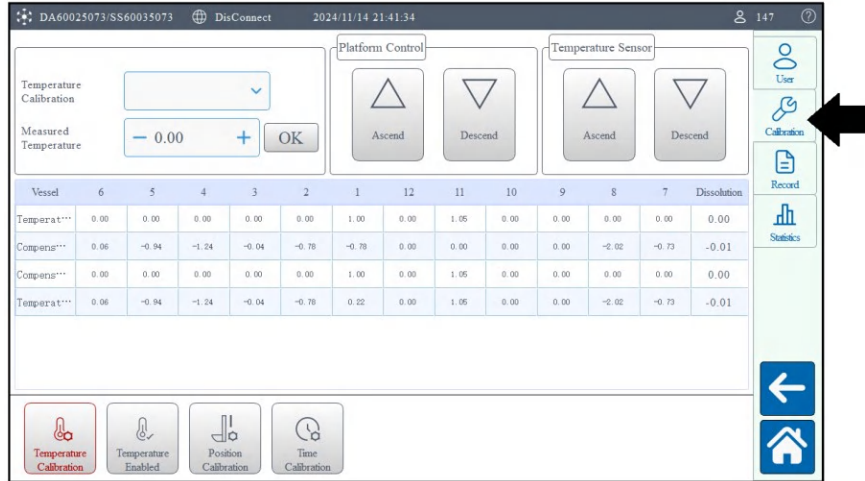 DA60025073/SS60035073 DisConnect 2024/11/14 21:41:34 147
Platform Control
Temperature Sensor
Temperature
Calibration
Measured
Temperature
− 0.00 +
OK
Ascend
Descend
Ascend
Descend
User
Calibration
Record
Statistics
Vessel 6 5 4 3 2 1 12 11 10 9 8 7 Dissolution
Temperat··· 0.00 0.00 0.00 0.00 0.00 1.00 0.00 1.05 0.00 0.00 0.00 0.00 0.00
Compens··· 0.06 -0.94 -1.24 -0.04 -0.78 -0.78 0.00 0.00 0.00 0.00 -2.02 -0.73 -0.01
Compens··· 0.00 0.00 0.00 0.00 0.00 1.00 0.00 1.05 0.00 0.00 0.00 0.00 0.00
Temperat··· 0.06 -0.94 -1.24 -0.04 -0.78 0.22 0.00 1.05 0.00 0.00 -2.02 -0.73 -0.01
Temperature
Calibration
Temperature
Enabled
Position
Calibration
Time
Calibration